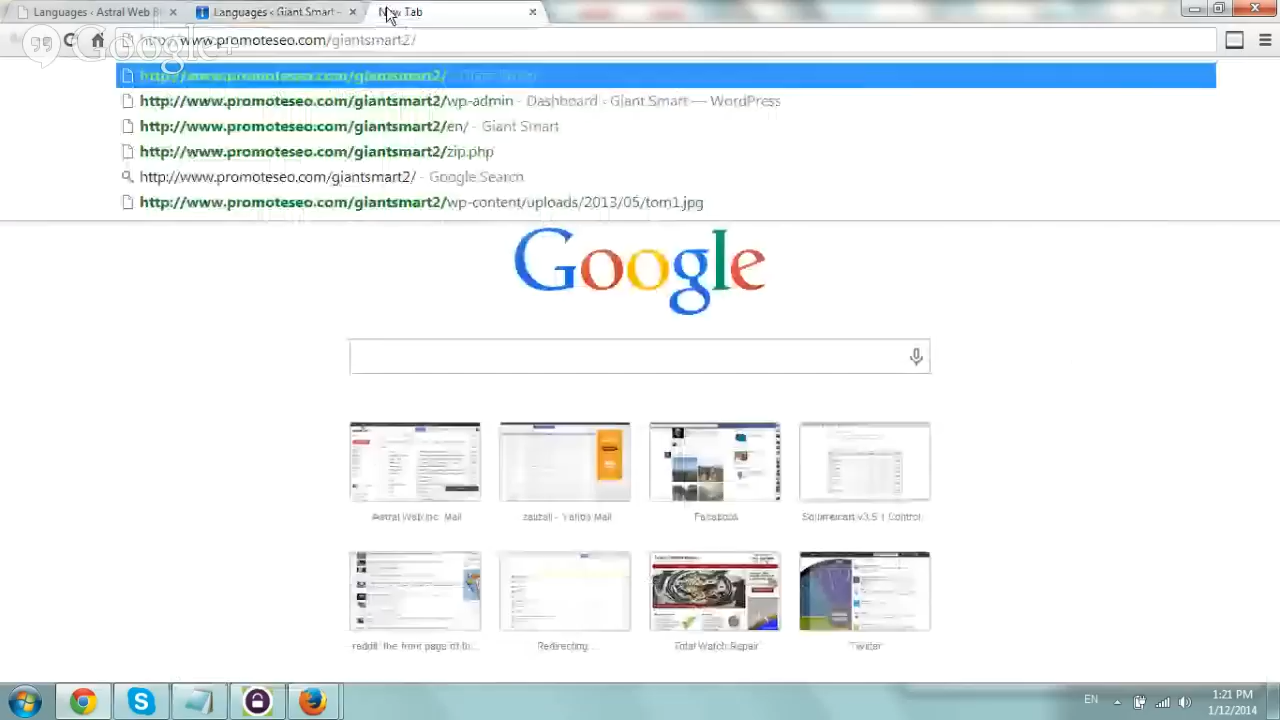 Languages ‹ Astral Web Bl
Languages ‹ Giant Smart —
New Tab
Google+
http://www.promoteseo.com/giantsmart2/
http://www.promoteseo.com/giantsmart2/ - Giant Smart
http://www.promoteseo.com/giantsmart2/wp-admin - Dashboard ‹ Giant Smart — WordPress
http://www.promoteseo.com/giantsmart2/en/ - Giant Smart
http://www.promoteseo.com/giantsmart2/zip.php
http://www.promoteseo.com/giantsmart2/ - Google Search
http://www.promoteseo.com/giantsmart2/wp-content/uploads/2013/05/tom1.jpg
Google
Astral Web Inc. Mail
Yahoo Mail
Facebook
v3.5 | Control
reddit: the front page of th...
Redirecting...
Total Watch Repair
Twitter
EN
1:21 PM
1/12/2014